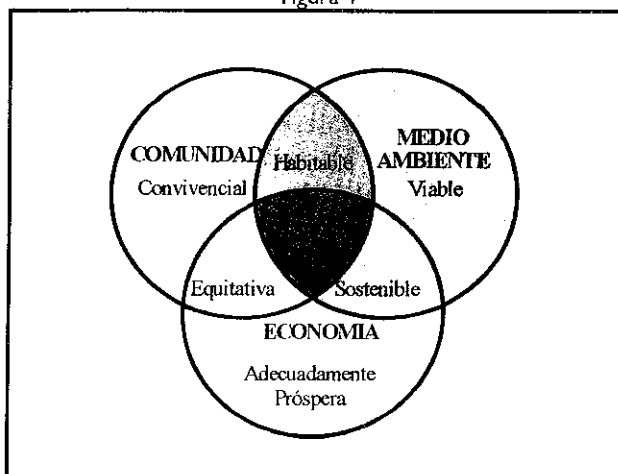 COMUNIDAD
Convivencial
Habitable
MEDIO
AMBIENTE
Viable
Equitativa
Sostenible
ECONOMIA
Adecuadamente
Próspera